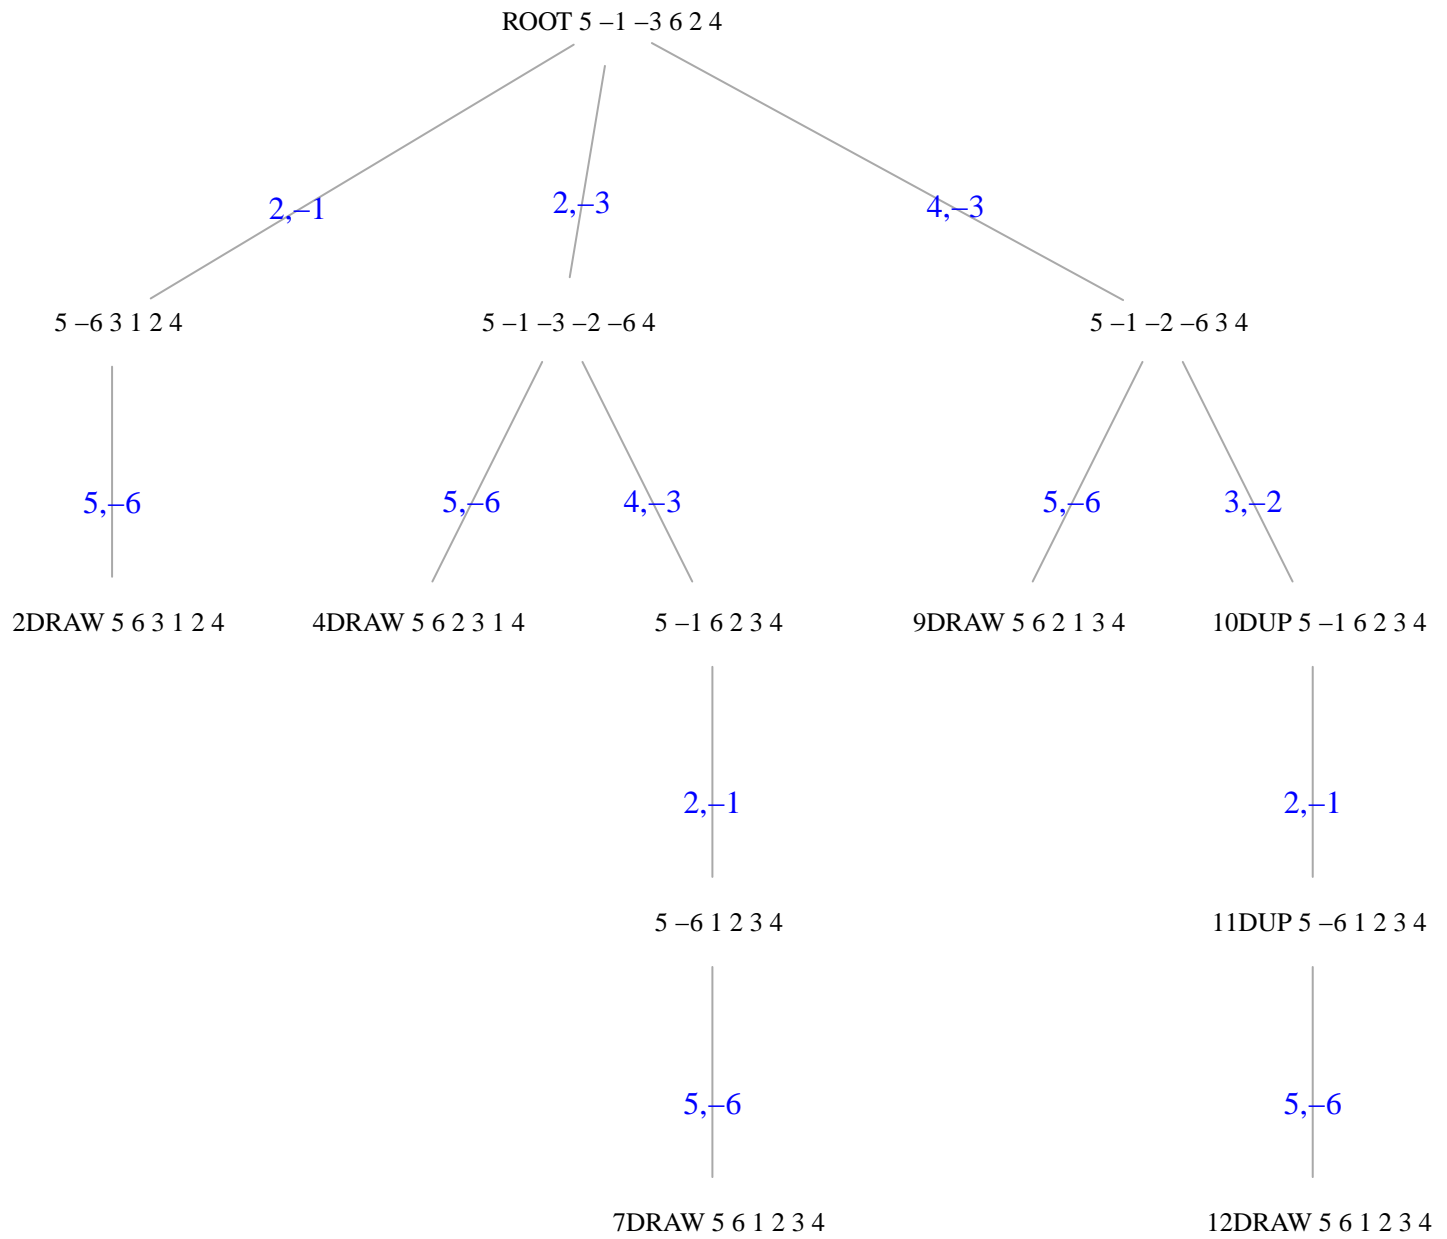 ROOT 5 –1 –3 6 2 4
2,–1
2,–3
4,–3
5 –6 3 1 2 4
5 –1 –3 –2 –6 4
5 –1 –2 –6 3 4
5,–6
5,–6
4,–3
5,–6
3,–2
2DRAW 5 6 3 1 2 4
4DRAW 5 6 2 3 1 4
5 –1 6 2 3 4
9DRAW 5 6 2 1 3 4
10DUP 5 –1 6 2 3 4
2,–1
2,–1
5 –6 1 2 3 4
11DUP 5 –6 1 2 3 4
5,–6
5,–6
7DRAW 5 6 1 2 3 4
12DRAW 5 6 1 2 3 4